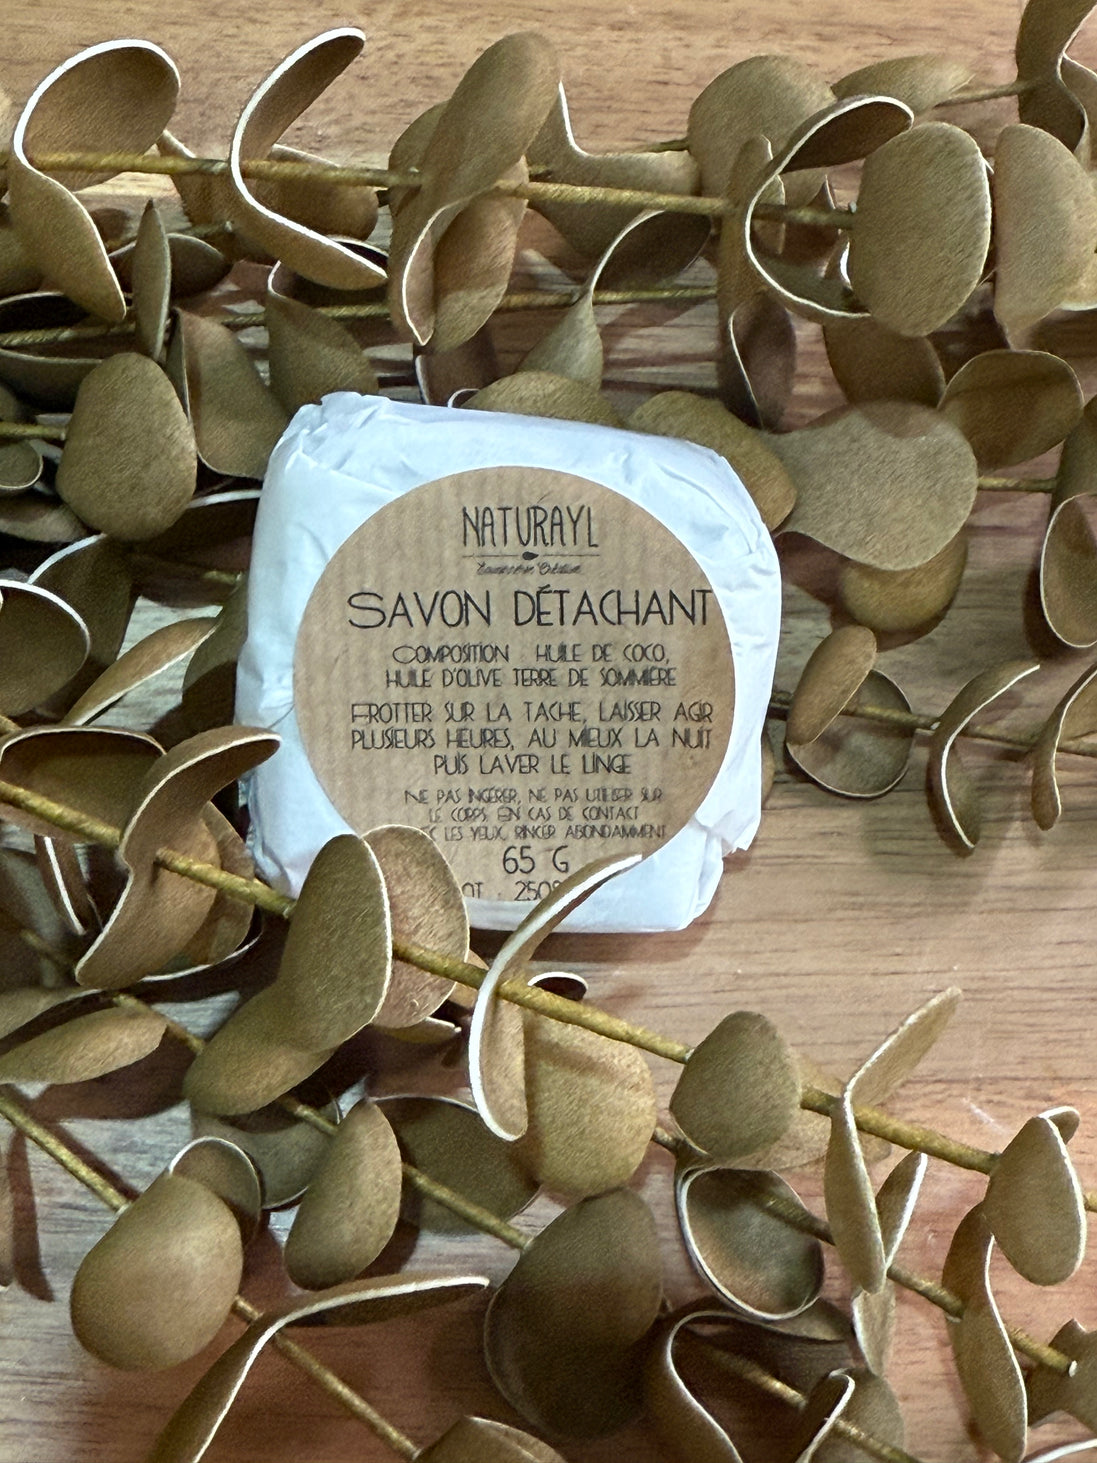 NATURAYL
SAVON DÉTACHANT
COMPOSITION : HUILE DE COCO,
HUILE D'OLIVE TERRE DE SOMMIÈRE
FROTTER SUR LA TACHE, LAISSER AGIR
PLUSIEURS HEURES, AU MIEUX LA NUIT
PUIS LAVER LE LINGE
NE PAS INGÉRER, NE PAS UTILISER SUR
LE CORPS. EN CAS DE CONTACT
LES YEUX, RINCER ABONDAMMENT
65 G